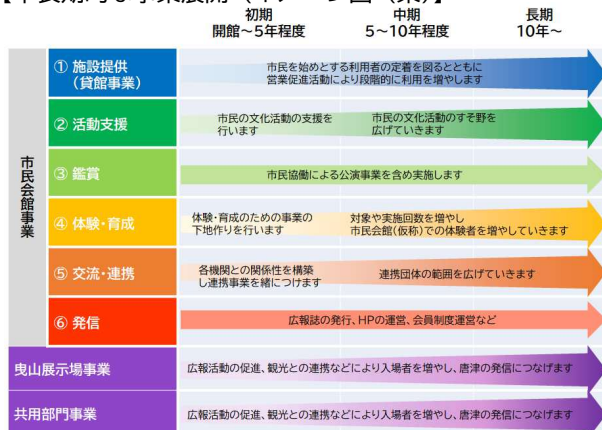 初期
開館～5年程度
中期
5～10年程度
長期
10年～
市民会館事業
① 施設提供
（貸館事業）
市民を始めとする利用者の定着を図るとともに
営業促進活動により段階的に利用を増やします
② 活動支援
市民の文化活動の支援を
行います
市民の文化活動のすそ野を
広げていきます
③ 鑑賞
市民協働による公演事業を含め実施します
④ 体験・育成
体験・育成のための事業の
下地作りを行います
対象や実施回数を増やし
市民会館(仮称)での体験者を増やしていきます
⑤ 交流・連携
各機関との関係性を構築
し連携事業を緒につけます
連携団体の範囲を広げていきます
⑥ 発信
広報誌の発行、HPの運営、会員制度運営など
曳山展示場事業
広報活動の促進、観光との連携などにより入場者を増やし、唐津の発信につなげます
共用部門事業
広報活動の促進、観光との連携などにより入場者を増やし、唐津の発信につなげます